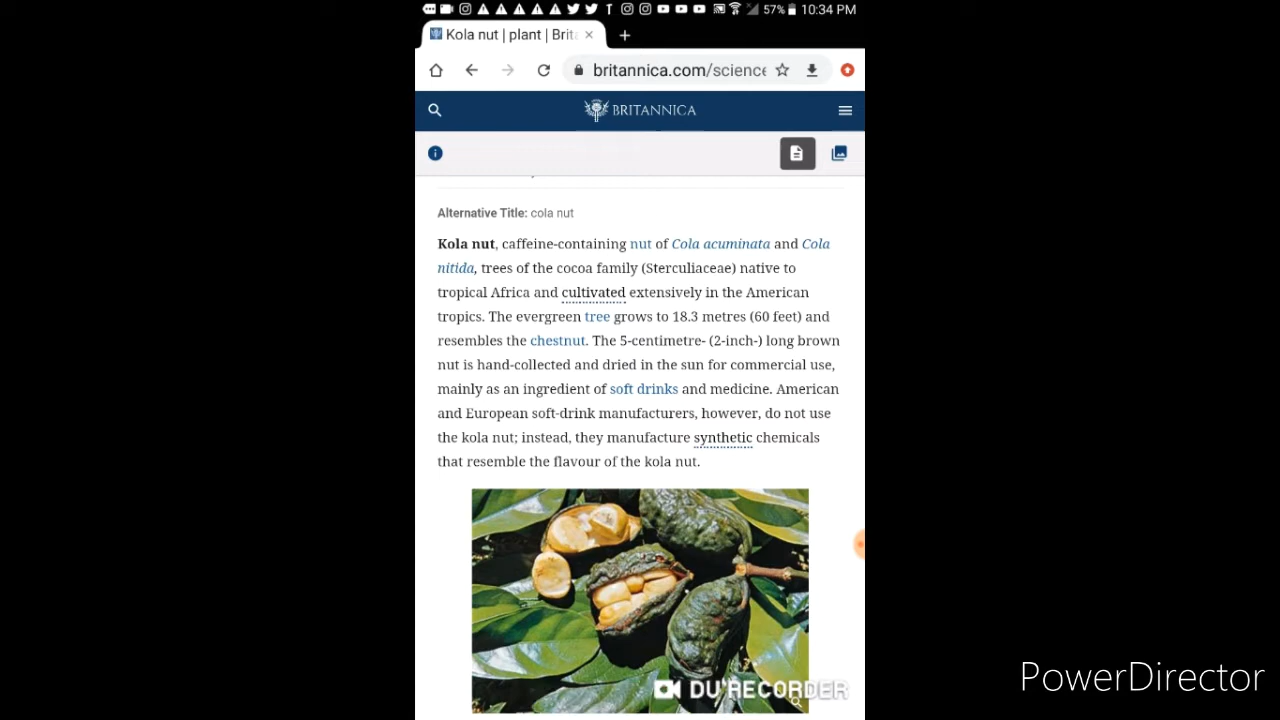 57% 10:34 PM
Kola nut | plant | Brit
britannica.com/science
BRITANNICA
Alternative Title: cola nut
Kola nut, caffeine-containing nut of Cola acuminata and Cola
nitida, trees of the cocoa family (Sterculiaceae) native to
tropical Africa and cultivated extensively in the American
tropics. The evergreen tree grows to 18.3 metres (60 feet) and
resembles the chestnut. The 5-centimetre- (2-inch-) long brown
nut is hand-collected and dried in the sun for commercial use,
mainly as an ingredient of soft drinks and medicine. American
and European soft-drink manufacturers, however, do not use
the kola nut; instead, they manufacture synthetic chemicals
that resemble the flavour of the kola nut.
DU RECORDER
PowerDirector